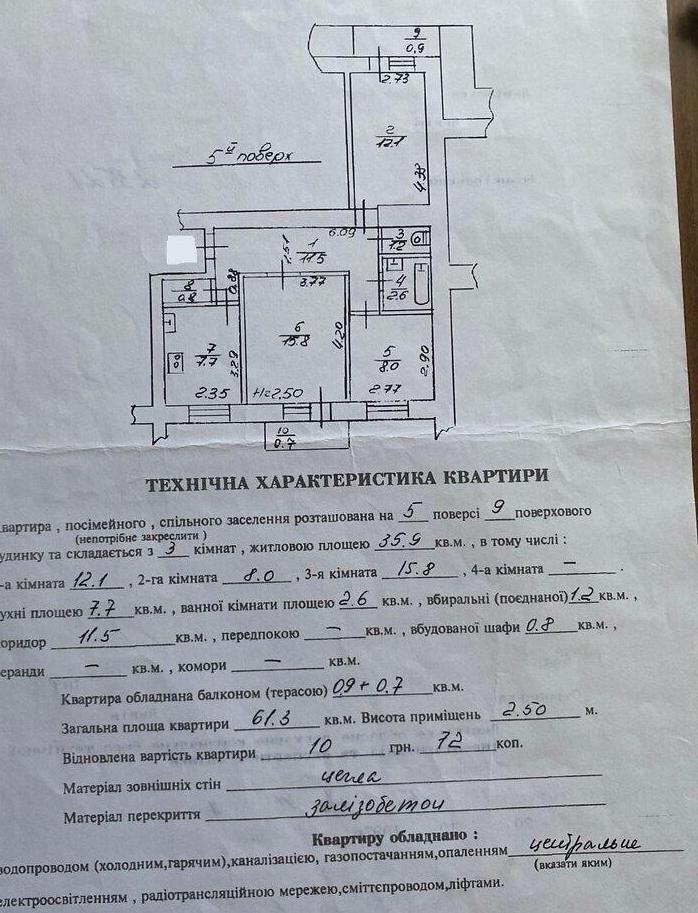 9
0,9
2.73
2
12.1
4.38
5й поверх
6.09
3
1.2
1.51
1
11.5
4
2.6
3.77
0.88
8
0.8
6
15.8
4.20
7
7.7
3.29
5
8.0
2.90
2.35
H=2.50
2.77
10
0.7
ТЕХНІЧНА ХАРАКТЕРИСТИКА КВАРТИРИ
вартира , посімейного , спільного заселення розташована на 5 поверсі 9 поверхового
(непотрібне закреслити )
удинку та складається з 3 кімнат , житловою площею 35.9 кв.м. , в тому числі :
-а кімната 12.1 , 2-га кімната 8.0 , 3-я кімната 15.8 , 4-а кімната – .
ухні площею 7.7 кв.м. , ванної кімнати площею 2.6 кв. м., вбиральні (поєднаної) 1.2 кв.м. ,
оридор 11.5 кв.м. , передпокою – кв.м. , вбудованої шафи 0.8 кв.м. ,
еранди – кв.м. , комори – кв.м.
Квартира обладнана балконом (терасою) 0.9 + 0.7 кв.м.
Загальна площа квартири 61.3 кв.м. Висота приміщень 2.50 м.
Відновлена вартість квартири 10 грн. 72 коп.
Матеріал зовнішніх стін цегла
Матеріал перекриття залізобетон
Квартиру обладнано :
водопроводом (холодним,гарячим),каналізацією, газопостачанням,опаленням центральне
(вказати яким)
електроосвітленням , радіотрансляційною мережею,сміттєпроводом,ліфтами.